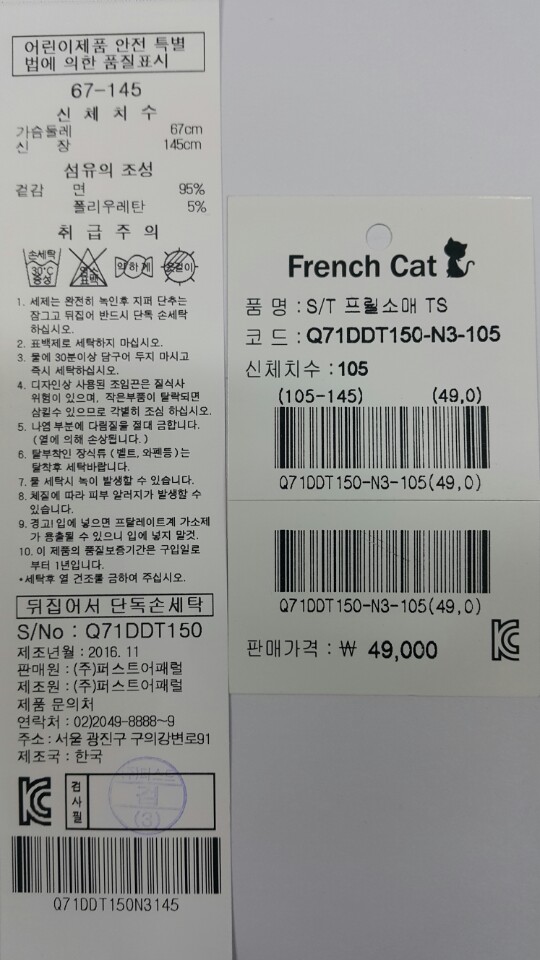 어린이제품 안전 특별
법에 의한 품질표시
67-145
신 체 치 수
가슴둘레 67cm
신 장 145cm
섬유의 조성
겉감 면 95%
폴리우레탄 5%
취 급 주 의
손세탁
30°C
중성
염소
표백
약하게
옷걸이
1. 세제는 완전히 녹인후 지퍼 단추는
잠그고 뒤집어 반드시 단독 손세탁
하십시오.
2. 표백제로 세탁하지 마십시오.
3. 물에 30분이상 담구어 두지 마시고
즉시 세탁하십시오.
4. 디자인상 사용된 조임끈은 질식사
위험이 있으며, 작은부품이 탈락되면
삼킬수 있으므로 각별히 조심 하십시오.
5. 나염 부분에 다림질을 절대 금합니다.
(열에 의해 손상됩니다.)
6. 탈부착인 장식류(벨트, 와펜등)는
탈착후 세탁바랍니다.
7. 물 세탁시 녹이 발생할 수 있습니다.
8. 체질에 따라 피부 알러지가 발생할 수
있습니다.
9. 경고! 입에 넣으면 프탈레이트계 가소제
가 용출될 수 있으니 입에 넣지 말것.
10. 이 제품의 품질보증기간은 구입일로
부터 1년입니다.
*세탁후 열 건조를 금하여 주십시오.
뒤집어서 단독손세탁
S/No : Q71DDT150
제조년월 : 2016. 11
판매원 : (주)퍼스트어패럴
제조원 : (주)퍼스트어패럴
제품 문의처
연락처 : 02)2049-8888~9
주소 : 서울 광진구 구의강변로91
제조국 : 한국
검사필
검
(3)
Q71DDT150N3145
French Cat
품 명 : S/T 프릴소매 TS
코 드 : Q71DDT150-N3-105
신체치수 : 105
(105-145) (49,0)
Q71DDT150-N3-105(49,0)
Q71DDT150-N3-105(49,0)
판매가격 : ₩ 49,000